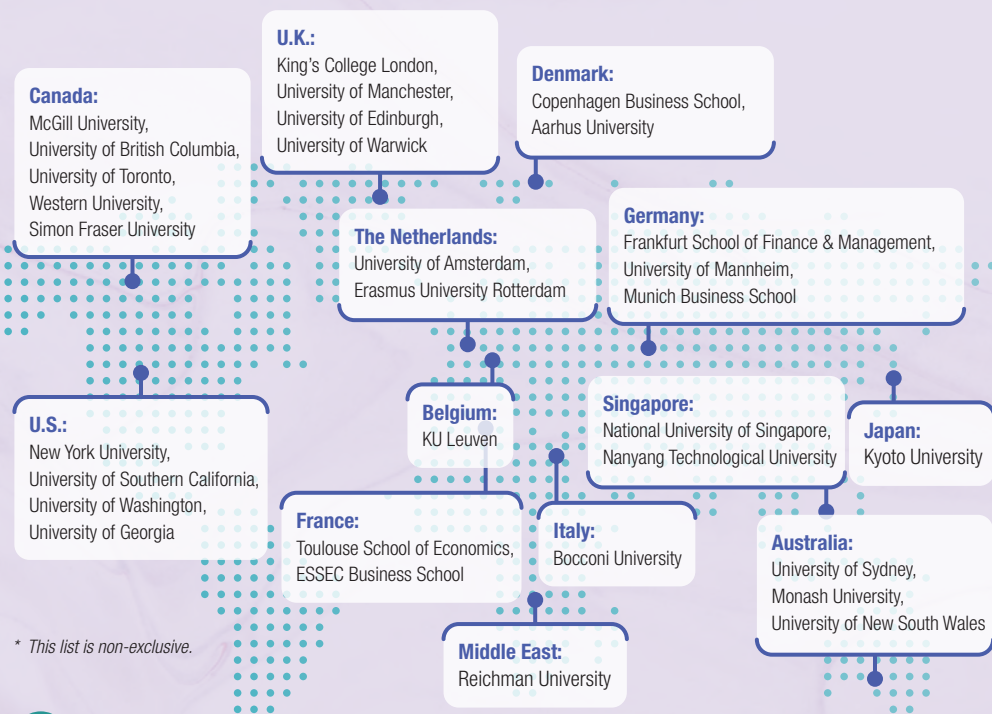 Canada:
McGill University,
University of British Columbia,
University of Toronto,
Western University,
Simon Fraser University
U.K.:
King's College London,
University of Manchester,
University of Edinburgh,
University of Warwick
Denmark:
Copenhagen Business School,
Aarhus University
The Netherlands:
University of Amsterdam,
Erasmus University Rotterdam
Germany:
Frankfurt School of Finance & Management,
University of Mannheim,
Munich Business School
U.S.:
New York University,
University of Southern California,
University of Washington,
University of Georgia
Belgium:
KU Leuven
Singapore:
National University of Singapore,
Nanyang Technological University
Japan:
Kyoto University
France:
Toulouse School of Economics,
ESSEC Business School
Italy:
Bocconi University
Australia:
University of Sydney,
Monash University,
University of New South Wales
Middle East:
Reichman University
* This list is non-exclusive.